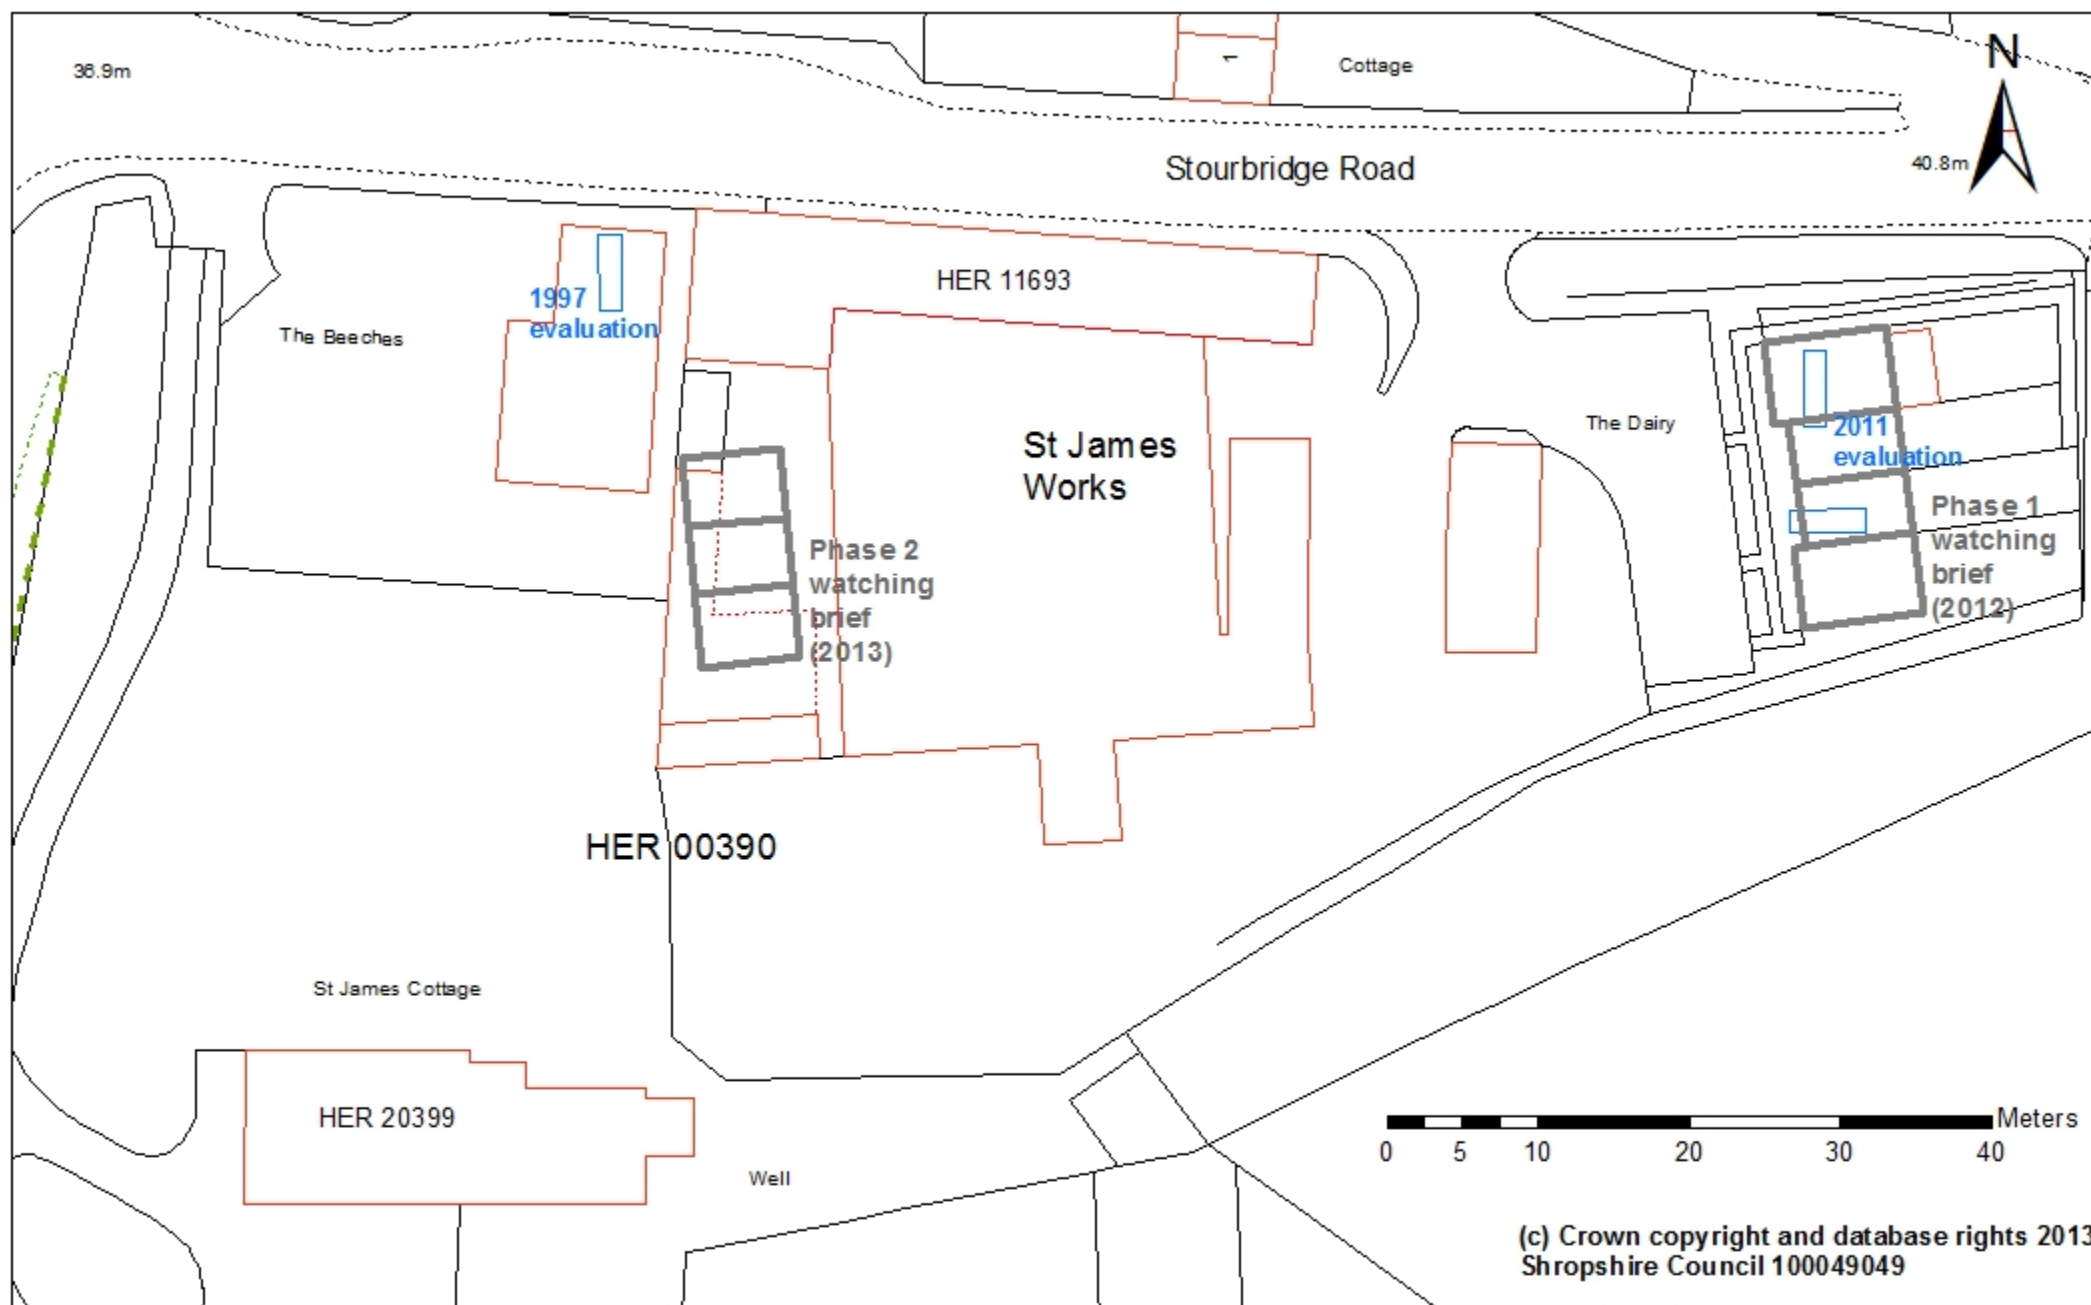 N
36.9m
1
Cottage
Stourbridge Road
40.8m
HER 11693
1997
evaluation
The Beeches
The Dairy
2011
evaluation
St James
Works
Phase 1
watching
brief
(2012)
Phase 2
watching
brief
(2013)
HER 00390
St James Cottage
HER 20399
Well
Meters
0 5 10 20 30 40
(c) Crown copyright and database rights 2013
Shropshire Council 100049049